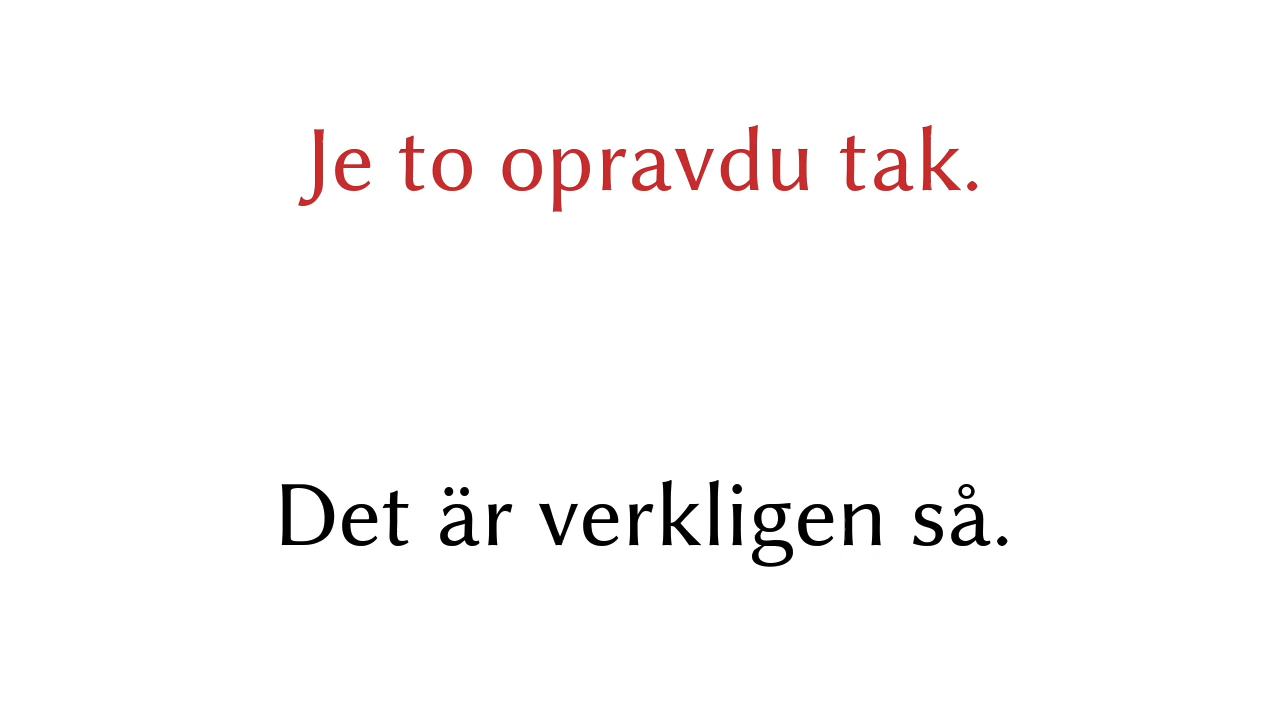 Je to opravdu tak.
Det är verkligen så.